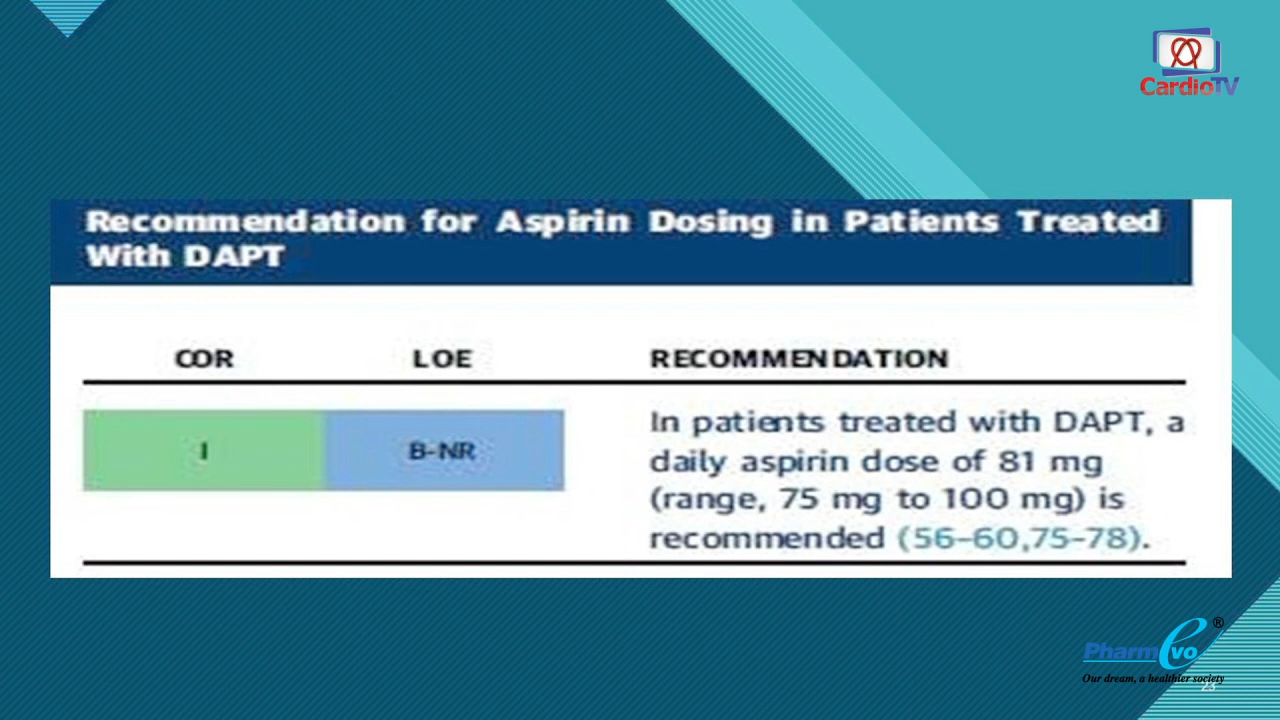 CardioTV
Recommendation for Aspirin Dosing in Patients Treated
With DAPT
COR LOE RECOMMENDATION
I B-NR
In patients treated with DAPT, a
daily aspirin dose of 81 mg
(range, 75 mg to 100 mg) is
recommended (56–60,75–78).
PharmEvo®
Our dream, a healthier society
23